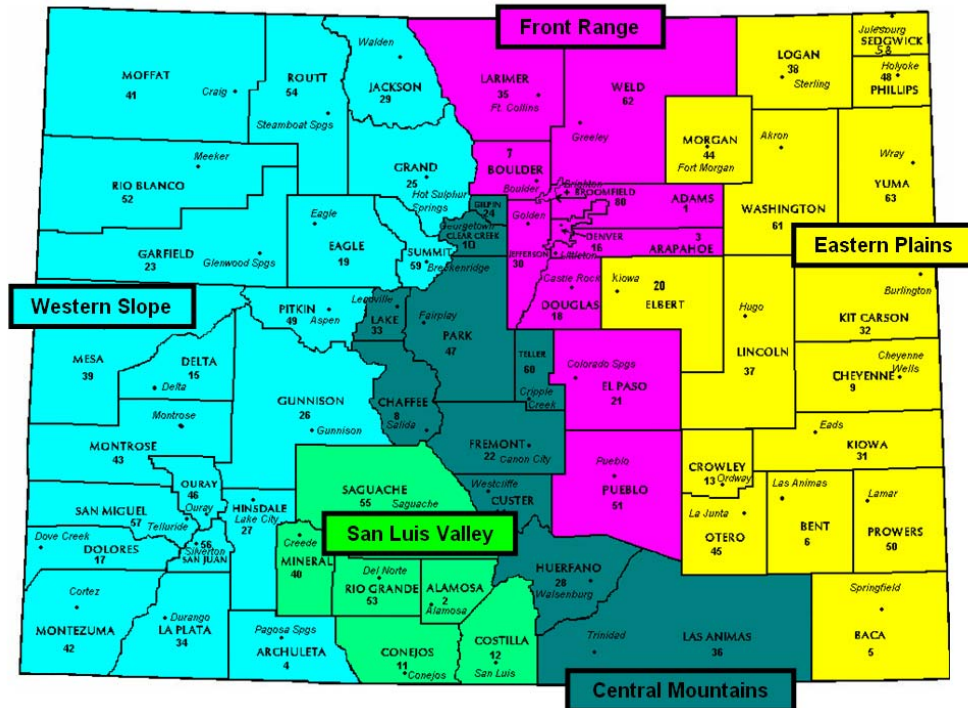 Front Range
Julesburg
SEDGWICK
58
LOGAN
38
Sterling
Holyoke
48
PHILLIPS
Walden
JACKSON
29
MOFFAT
41
Craig
ROUTT
54
Steamboat Spgs
LARIMER
35
Ft. Collins
WELD
62
Greeley
MORGAN
44
Fort Morgan
Akron
WASHINGTON
61
Wray
YUMA
63
Meeker
RIO BLANCO
52
GRAND
25
Hot Sulphur
Springs
7
BOULDER
Boulder
Brighton
BROOMFIELD
80
ADAMS
1
GILPIN
24
Georgetown
CLEAR CREEK
10
Golden
JEFFERSON
30
DENVER
16
Littleton
3
ARAPAHOE
Eastern Plains
Eagle
EAGLE
19
GARFIELD
23
Glenwood Spgs
SUMMIT
59
Breckenridge
Castle Rock
DOUGLAS
18
Kiowa
20
ELBERT
Hugo
LINCOLN
37
Burlington
KIT CARSON
32
Western Slope
PITKIN
49
Aspen
Leadville
LAKE
33
Fairplay
PARK
47
TELLER
60
Cripple
Creek
Colorado Spgs
EL PASO
21
Cheyenne
Wells
CHEYENNE
9
MESA
39
DELTA
15
Delta
GUNNISON
26
Gunnison
CHAFFEE
8
Salida
FREMONT
22
Canon City
Montrose
MONTROSE
43
Eads
KIOWA
31
OURAY
46
Ouray
SAGUACHE
55
Saguache
Westcliffe
CUSTER
Pueblo
PUEBLO
51
CROWLEY
13
Ordway
Las Animas
BENT
6
Lamar
PROWERS
50
SAN MIGUEL
57
Telluride
HINSDALE
Lake City
27
La Junta
OTERO
45
San Luis Valley
Dove Creek
DOLORES
17
56
Silverton
SAN JUAN
Creede
MINERAL
40
Del Norte
RIO GRANDE
53
ALAMOSA
2
Alamosa
HUERFANO
28
Walsenburg
Cortez
MONTEZUMA
42
Durango
LA PLATA
34
Pagosa Spgs
ARCHULETA
4
CONEJOS
11
Conejos
COSTILLA
12
San Luis
Trinidad
LAS ANIMAS
36
Springfield
BACA
5
Central Mountains